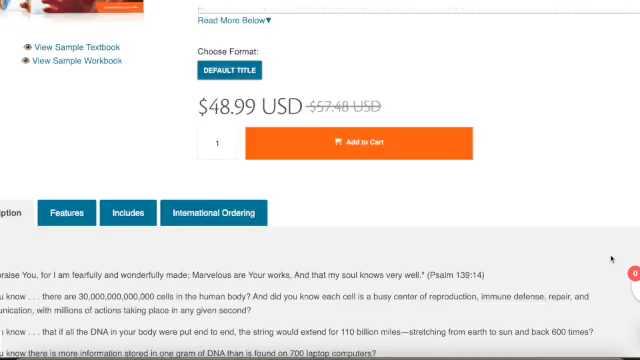 Read More Below▼
View Sample Textbook
View Sample Workbook
Choose Format:
DEFAULT TITLE
$48.99 USD $57.48 USD
1
Add to Cart
ption
Features
Includes
International Ordering
0
raise You, for I am fearfully and wonderfully made; Marvelous are Your works, And that my soul knows very well." (Psalm 139:14)
u know . . . there are 30,000,000,000,000 cells in the human body? And did you know each cell is a busy center of reproduction, immune defense, repair, and
unication, with millions of actions taking place in any given second?
u know . . . that if all the DNA in your body were put end to end, the string would extend for 110 billion miles—stretching from earth to sun and back 600 times?
u know there is more information stored in one gram of DNA than is found on 700 laptop computers?